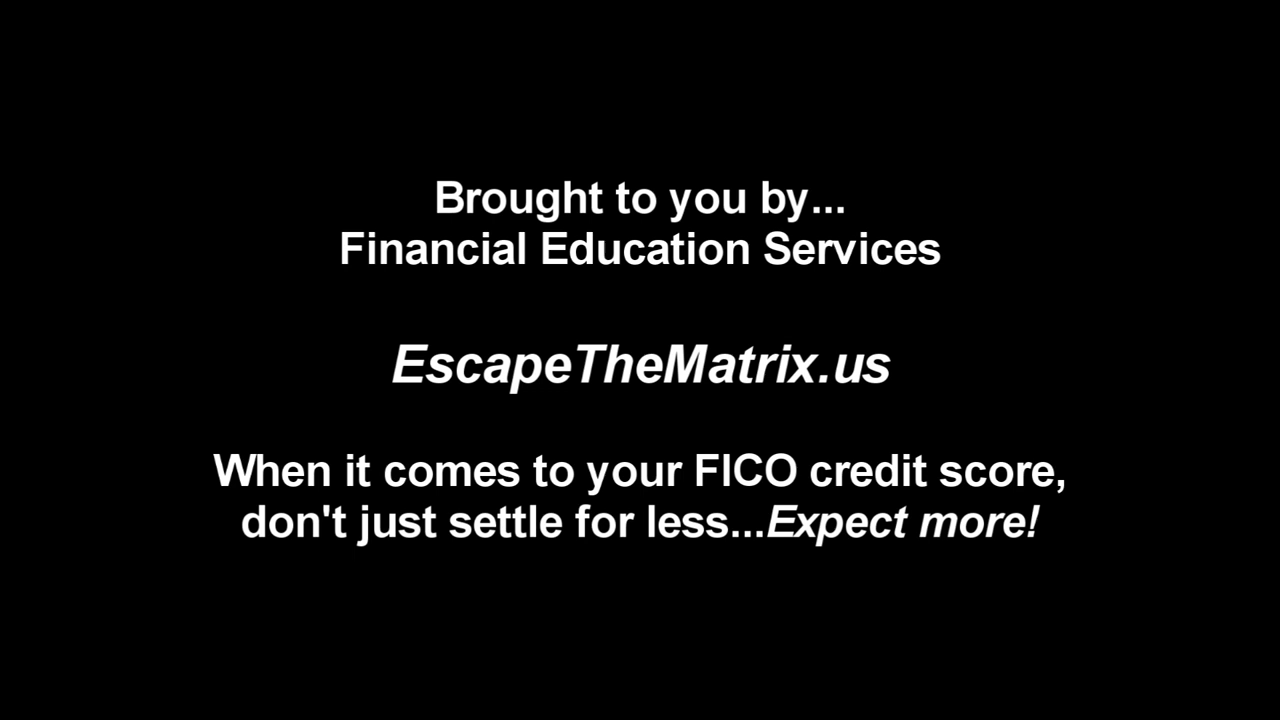 Brought to you by...
Financial Education Services
EscapeTheMatrix.us
When it comes to your FICO credit score,
don't just settle for less...Expect more!